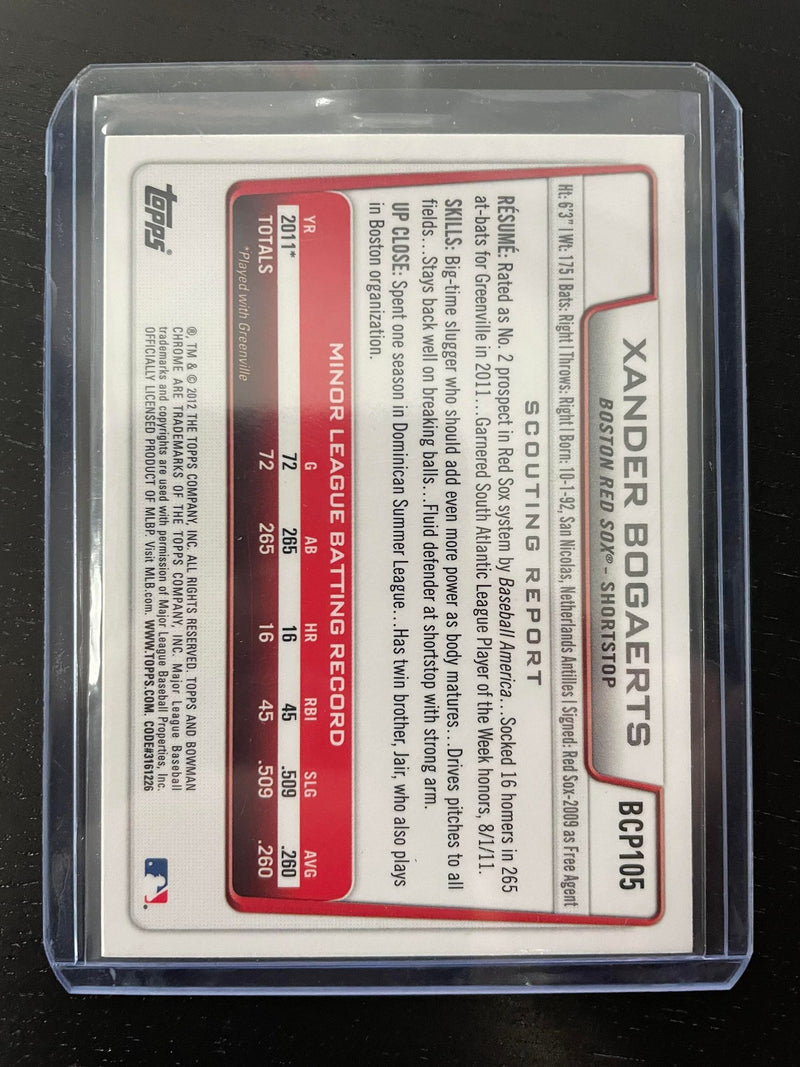 BCP105
XANDER BOGAERTS
BOSTON RED SOX® - SHORTSTOP
Ht: 6'3" | Wt: 175 | Bats: Right | Throws: Right | Born: 10-1-92, San Nicolas, Netherlands Antilles | Signed: Red Sox-2009 as Free Agent
SCOUTING REPORT
RÉSUMÉ: Rated as No. 2 prospect in Red Sox system by Baseball America...Socked 16 homers in 265
at-bats for Greenville in 2011...Garnered South Atlantic League Player of the Week honors, 8/1/11.
SKILLS: Big-time slugger who should add even more power as body matures...Drives pitches to all
fields...Stays back well on breaking balls...Fluid defender at shortstop with strong arm.
UP CLOSE: Spent one season in Dominican Summer League...Has twin brother, Jair, who also plays
in Boston organization.
MINOR LEAGUE BATTING RECORD
YR G AB HR RBI SLG AVG
2011* 72 265 16 45 .509 .260
TOTALS 72 265 16 45 .509 .260
*Played with Greenville
topps®
®, TM & © 2012 THE TOPPS COMPANY, INC. ALL RIGHTS RESERVED. TOPPS AND BOWMAN
CHROME ARE TRADEMARKS OF THE TOPPS COMPANY, INC. Major League Baseball
trademarks and copyrights are used with permission of Major League Baseball Properties, Inc.
OFFICIALLY LICENSED PRODUCT OF MLBP. Visit MLB.com. WWW.TOPPS.COM. CODE#3161226